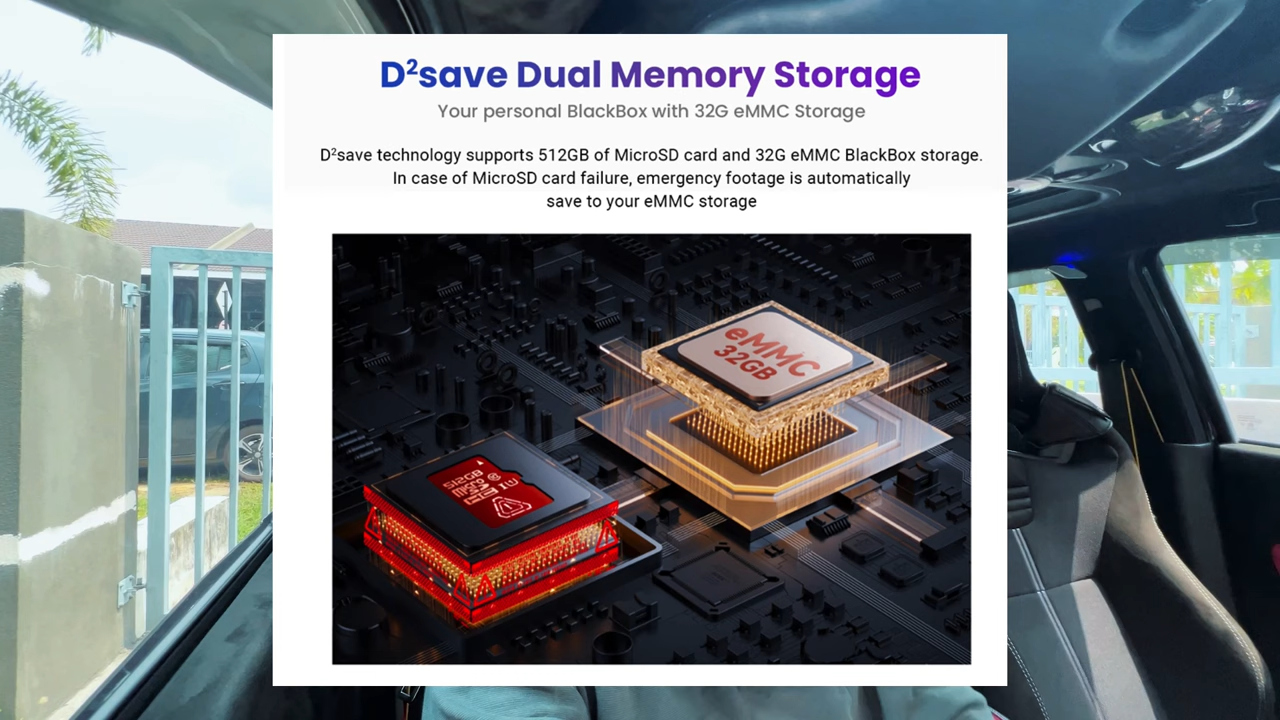 D²save Dual Memory Storage
Your personal BlackBox with 32G eMMC Storage
D²save technology supports 512GB of MicroSD card and 32G eMMC BlackBox storage.
In case of MicroSD card failure, emergency footage is automatically
save to your eMMC storage
eMMC
32GB
512GB
micro